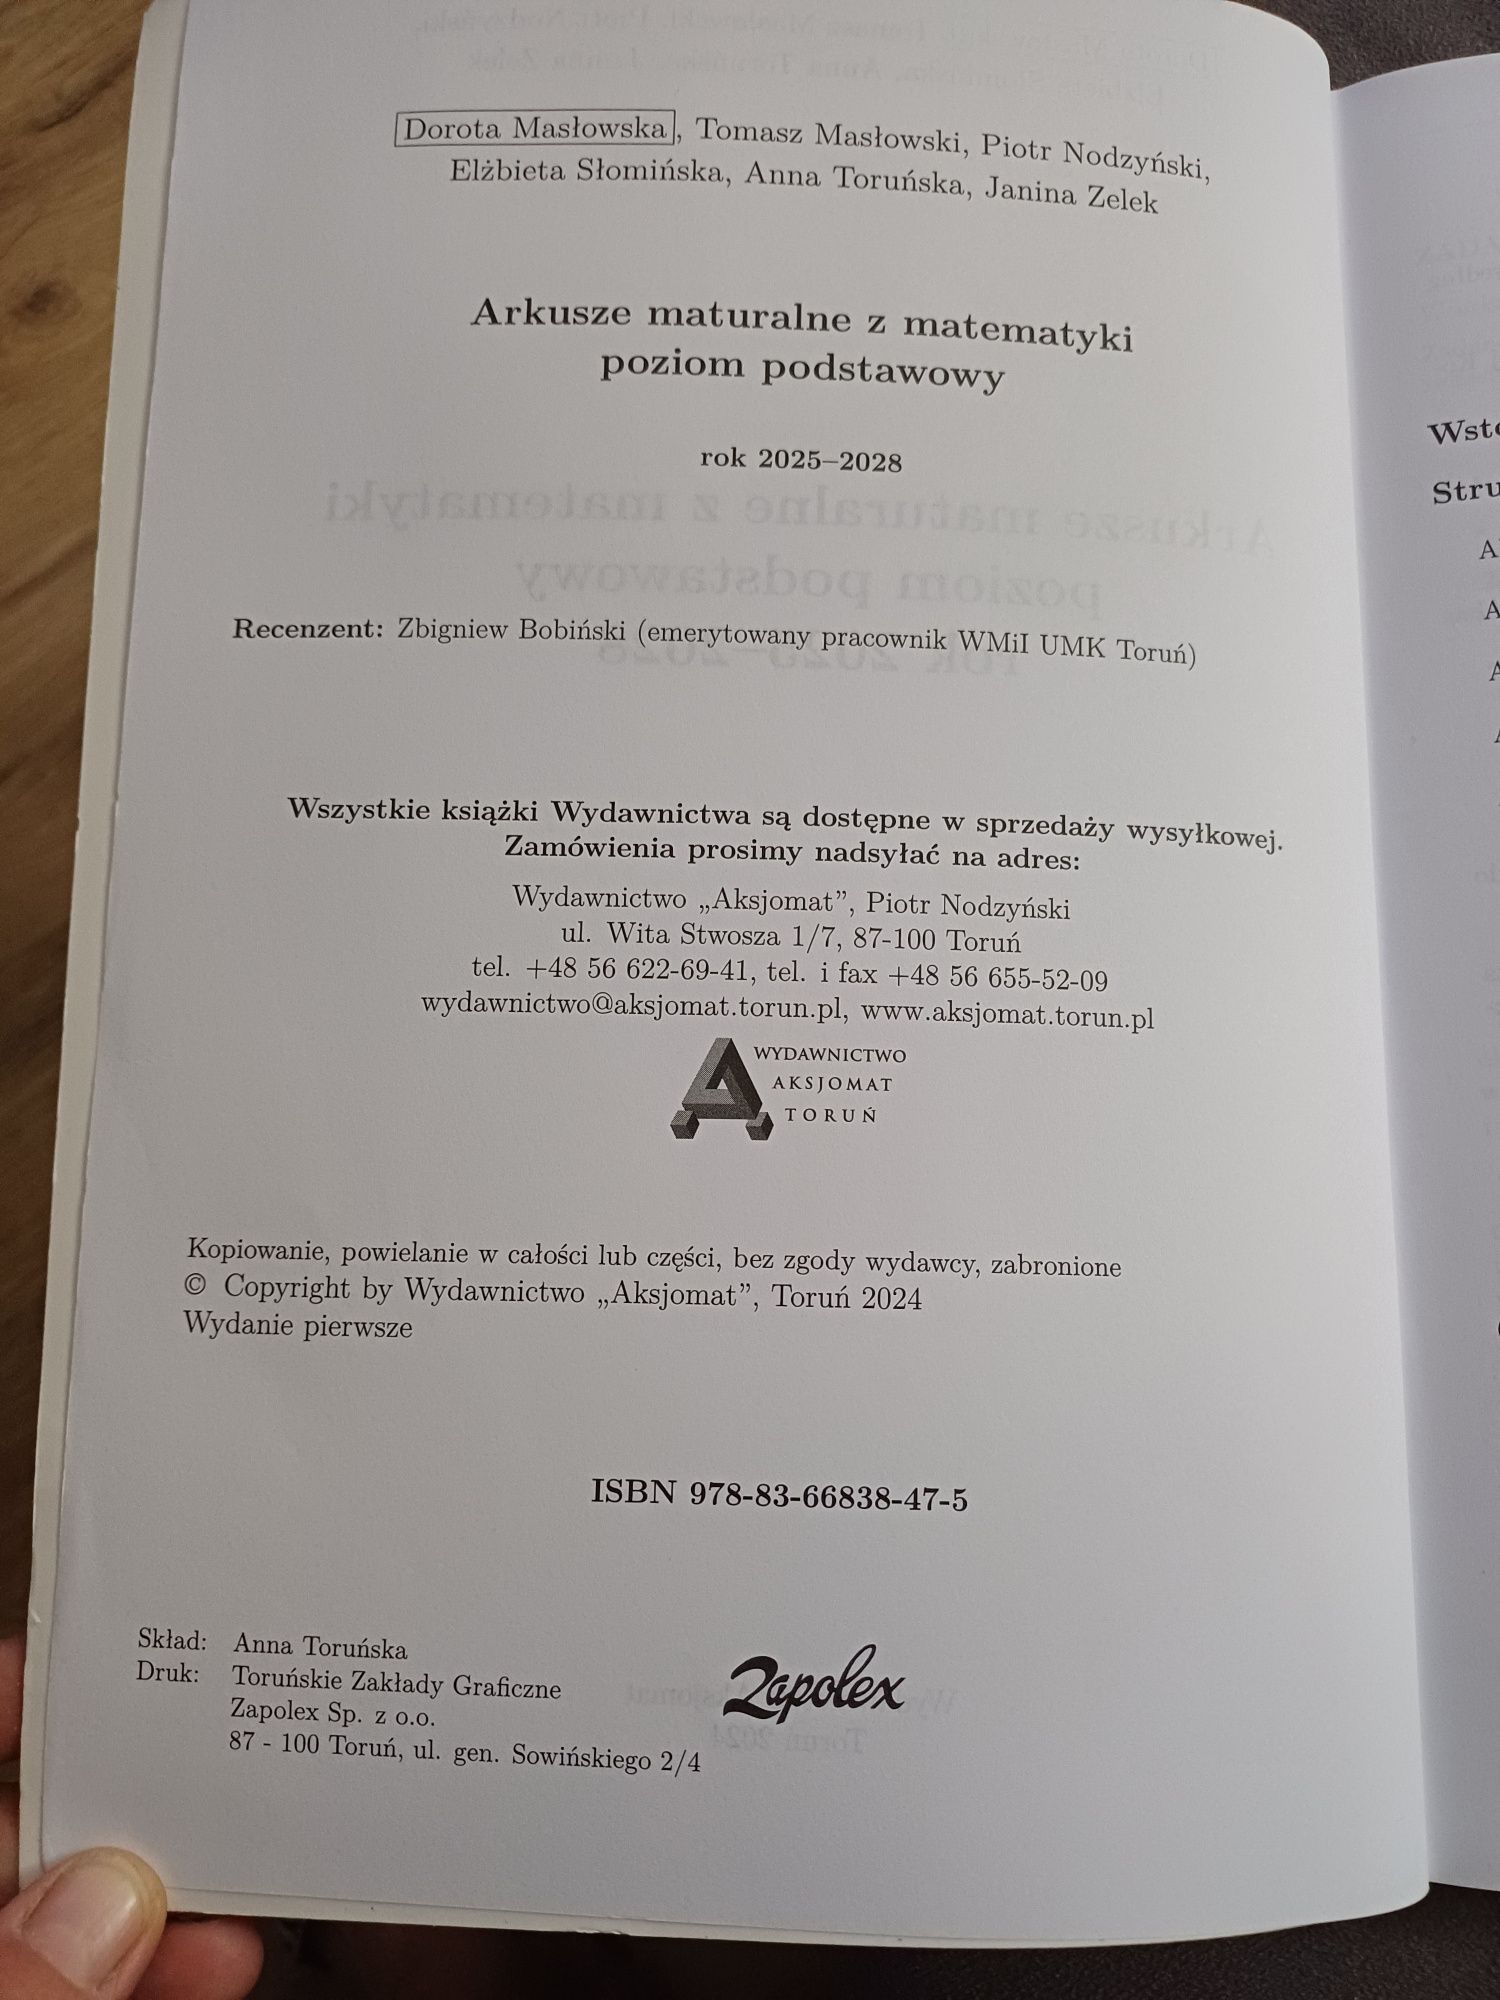 Dorota Masłowska, Tomasz Masłowski, Piotr Nodzyński,
Elżbieta Słomińska, Anna Toruńska, Janina Zelek
Arkusze maturalne z matematyki
poziom podstawowy
rok 2025–2028
Recenzent: Zbigniew Bobiński (emerytowany pracownik WMiI UMK Toruń)
Wszystkie książki Wydawnictwa są dostępne w sprzedaży wysyłkowej.
Zamówienia prosimy nadsyłać na adres:
Wydawnictwo „Aksjomat”, Piotr Nodzyński
ul. Wita Stwosza 1/7, 87-100 Toruń
tel. +48 56 622-69-41, tel. i fax +48 56 655-52-09
wydawnictwo@aksjomat.torun.pl, www.aksjomat.torun.pl
WYDAWNICTWO
AKSJOMAT
TORUŃ
Kopiowanie, powielanie w całości lub części, bez zgody wydawcy, zabronione
© Copyright by Wydawnictwo „Aksjomat”, Toruń 2024
Wydanie pierwsze
ISBN 978-83-66838-47-5
Skład: Anna Toruńska
Druk: Toruńskie Zakłady Graficzne
Zapolex Sp. z o.o.
87 - 100 Toruń, ul. gen. Sowińskiego 2/4
Zapolex